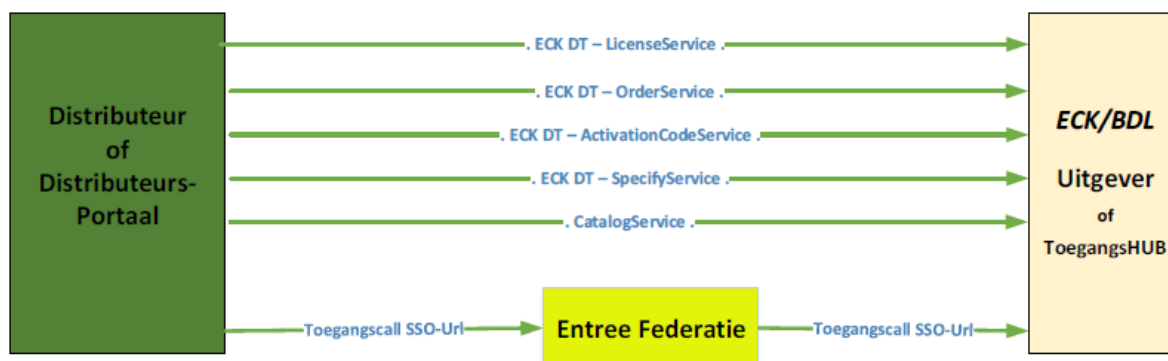 Distributeur
of
Distributeurs-
Portaal
. ECK DT – LicenseService .
. ECK DT – OrderService .
. ECK DT – ActivationCodeService .
. ECK DT – SpecifyService .
. CatalogService .
Toegangscall SSO-Url
Entree Federatie
Toegangscall SSO-Url
ECK/BDL
Uitgever
of
ToegangsHUB